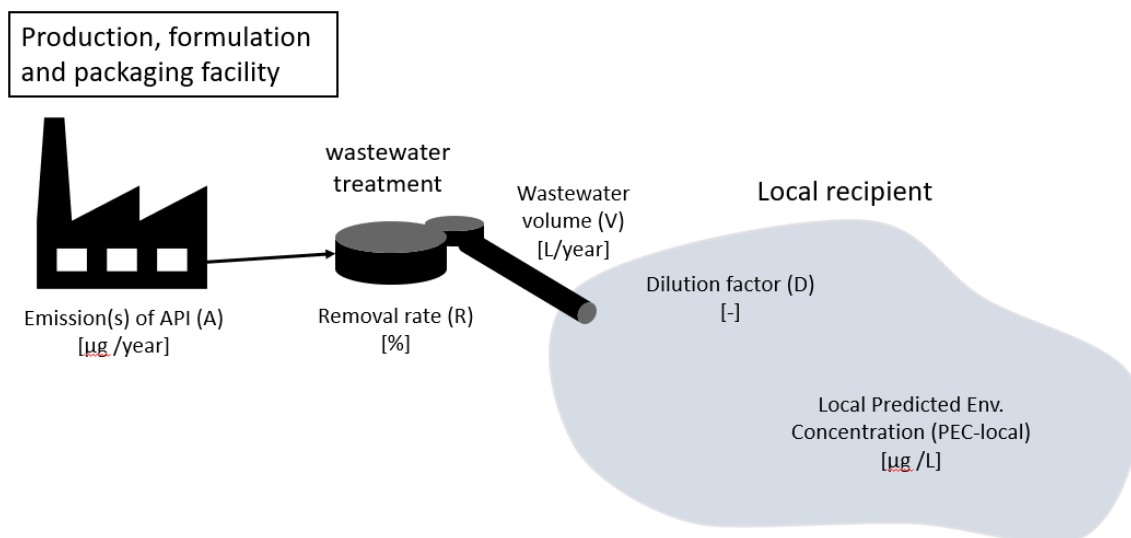 Production, formulation
and packaging facility
wastewater
treatment
Wastewater
volume (V)
[L/year]
Local recipient
Dilution factor (D)
[-]
Emission(s) of API (A)
[µg /year]
Removal rate (R)
[%]
Local Predicted Env.
Concentration (PEC-local)
[µg /L]